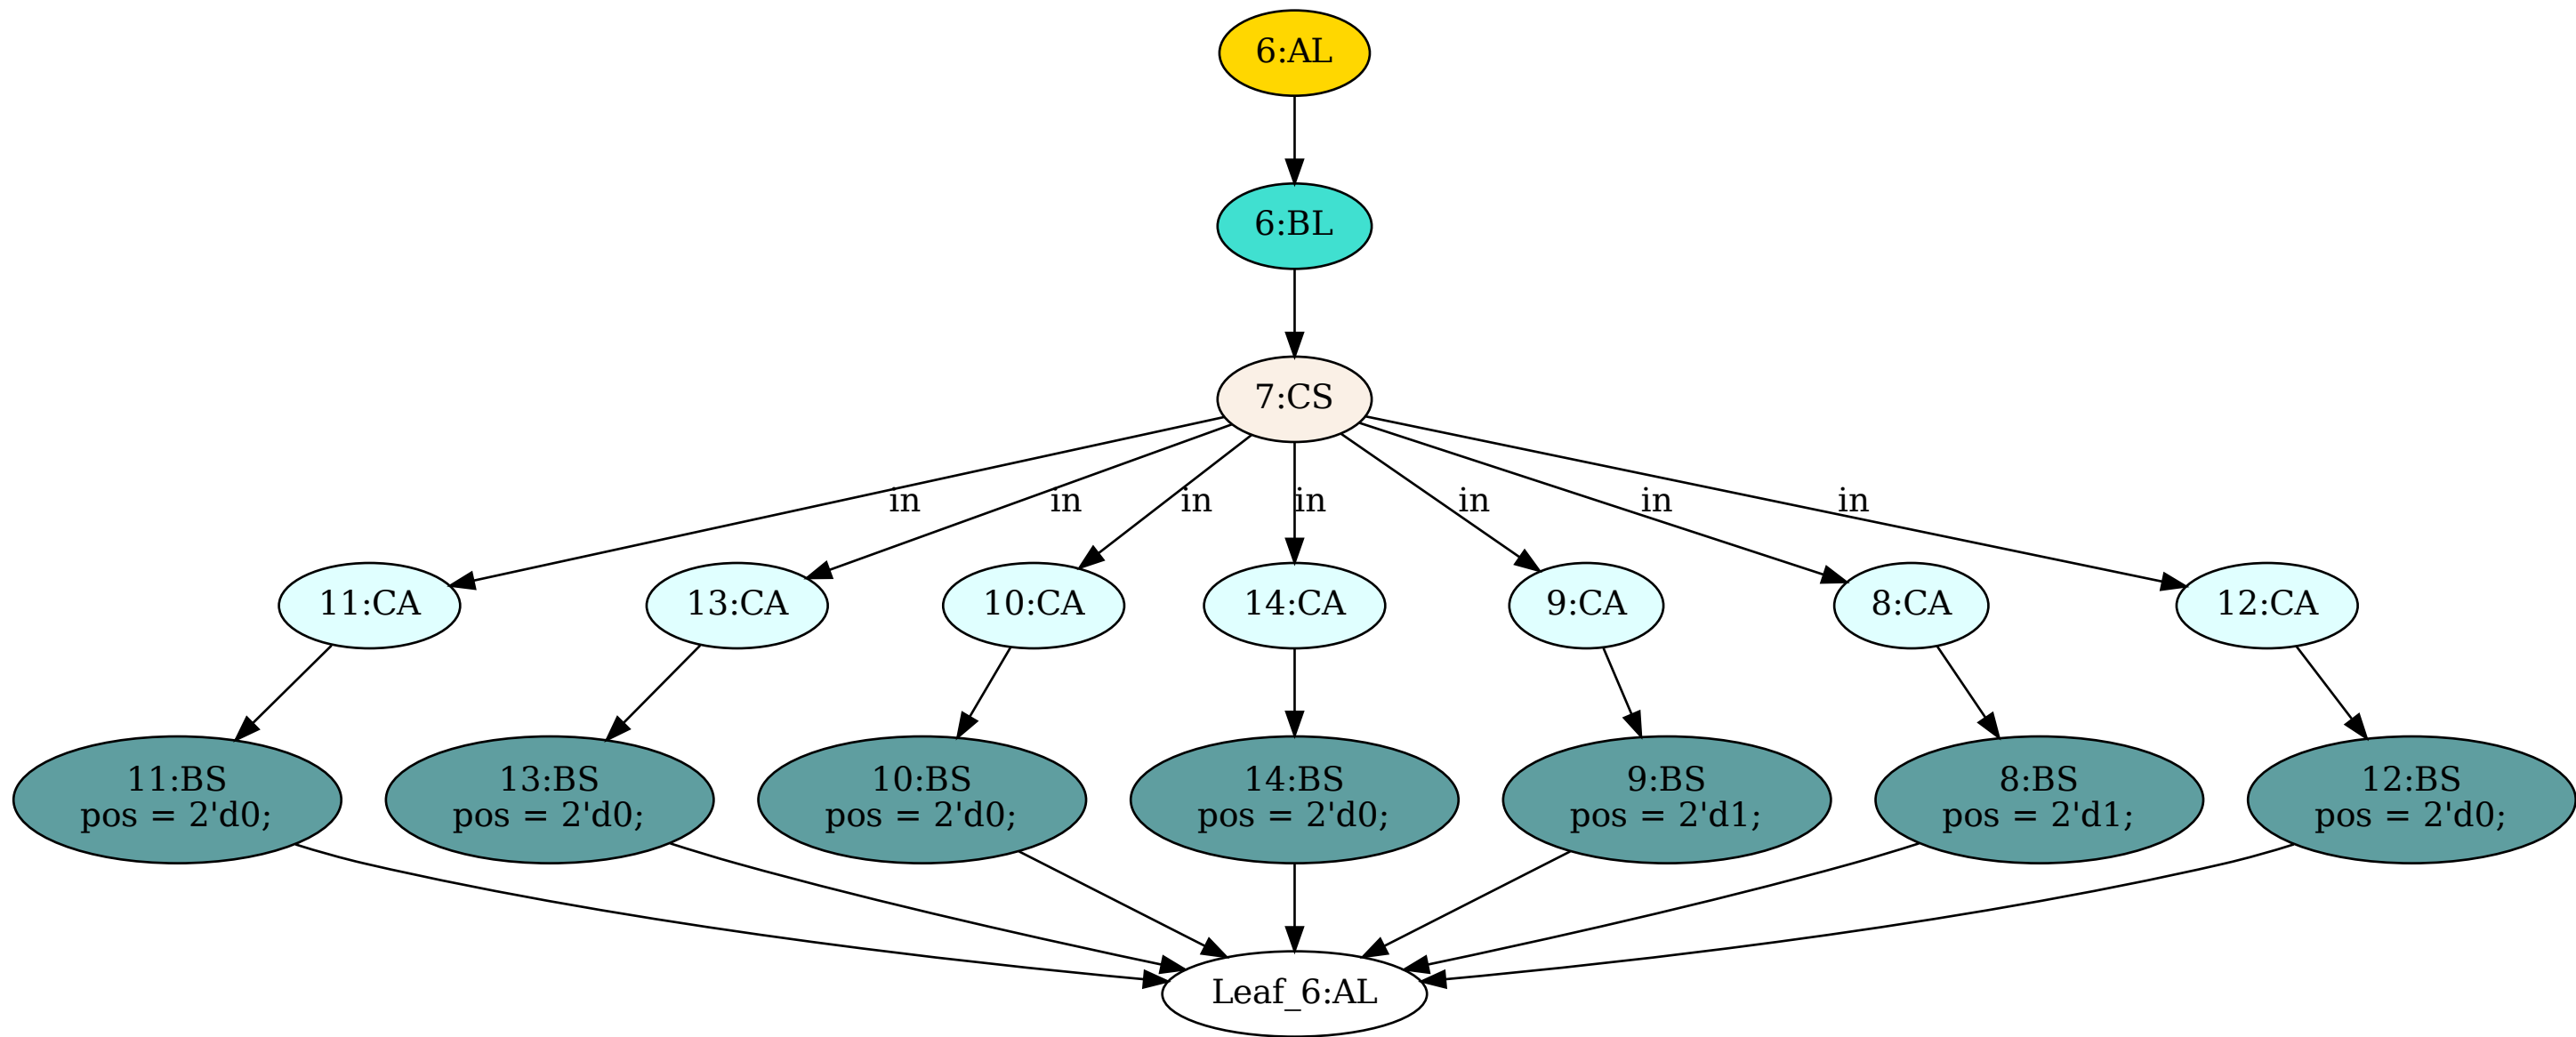 6:AL
6:BL
7:CS
in
in
in
in
in
in
in
11:CA
13:CA
10:CA
14:CA
9:CA
8:CA
12:CA
11:BS
pos = 2'd0;
13:BS
pos = 2'd0;
10:BS
pos = 2'd0;
14:BS
pos = 2'd0;
9:BS
pos = 2'd1;
8:BS
pos = 2'd1;
12:BS
pos = 2'd0;
Leaf_6:AL